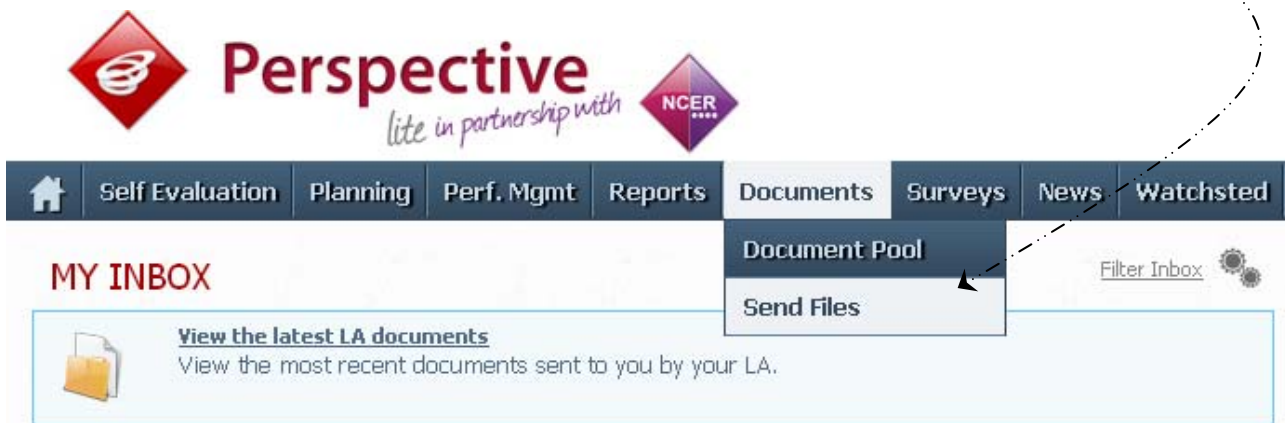 Perspective
lite in partnership with
NCER
Self Evaluation Planning Perf. Mgmt Reports Documents Surveys News Watchsted
Document Pool
Send Files
MY INBOX
Filter Inbox
View the latest LA documents
View the most recent documents sent to you by your LA.